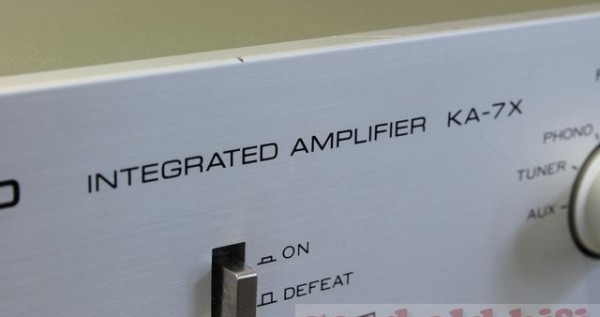 INTEGRATED AMPLIFIER KA-7X
PHONO
TUNER
AUX
ON
DEFEAT